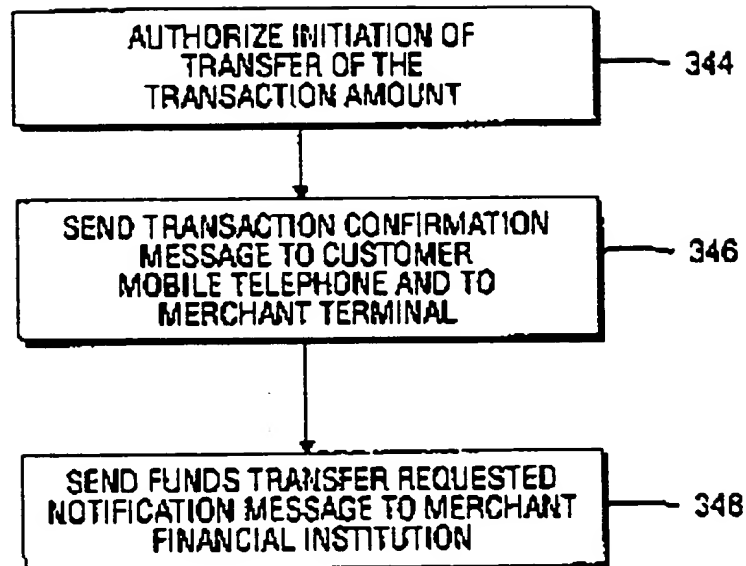 AUTHORIZE INITIATION OF
TRANSFER OF THE
TRANSACTION AMOUNT
344
SEND TRANSACTION CONFIRMATION
MESSAGE TO CUSTOMER
MOBILE TELEPHONE AND TO
MERCHANT TERMINAL
346
SEND FUNDS TRANSFER REQUESTED
NOTIFICATION MESSAGE TO MERCHANT
FINANCIAL INSTITUTION
348